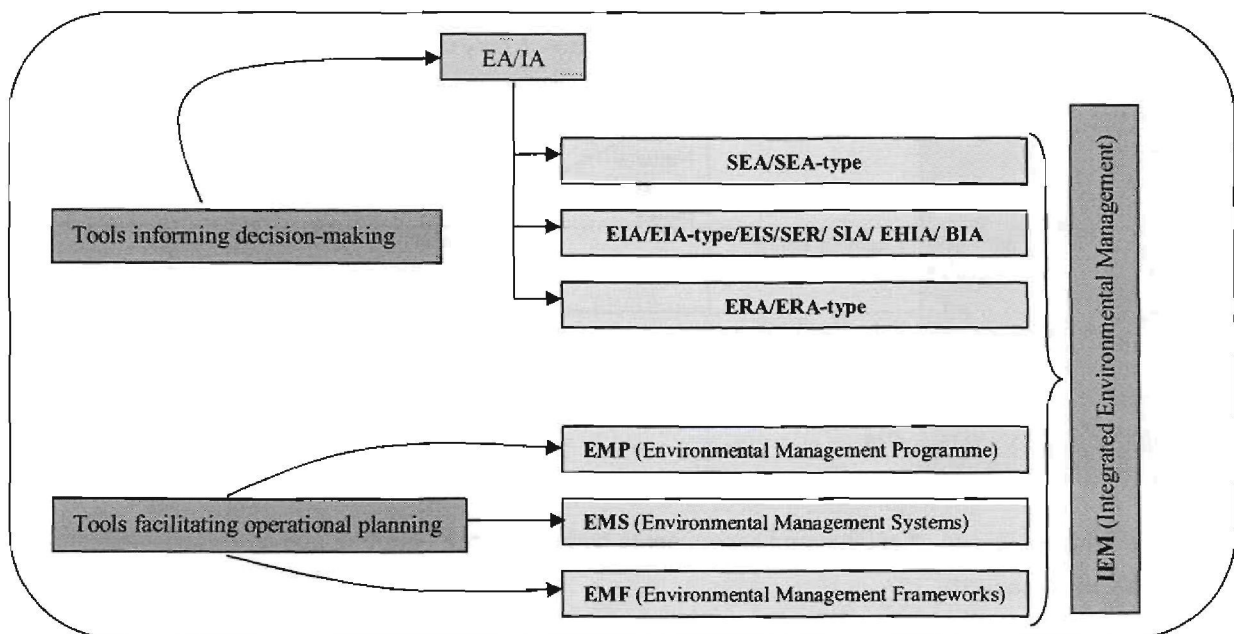 EA/IA
SEA/SEA-type
Tools informing decision-making
EIA/EIA-type/EIS/SER/ SIA/ EHIA/ BIA
ERA/ERA-type
EMP (Environmental Management Programme)
Tools facilitating operational planning
EMS (Environmental Management Systems)
EMF (Environmental Management Frameworks)
IEM (Integrated Environmental Management)